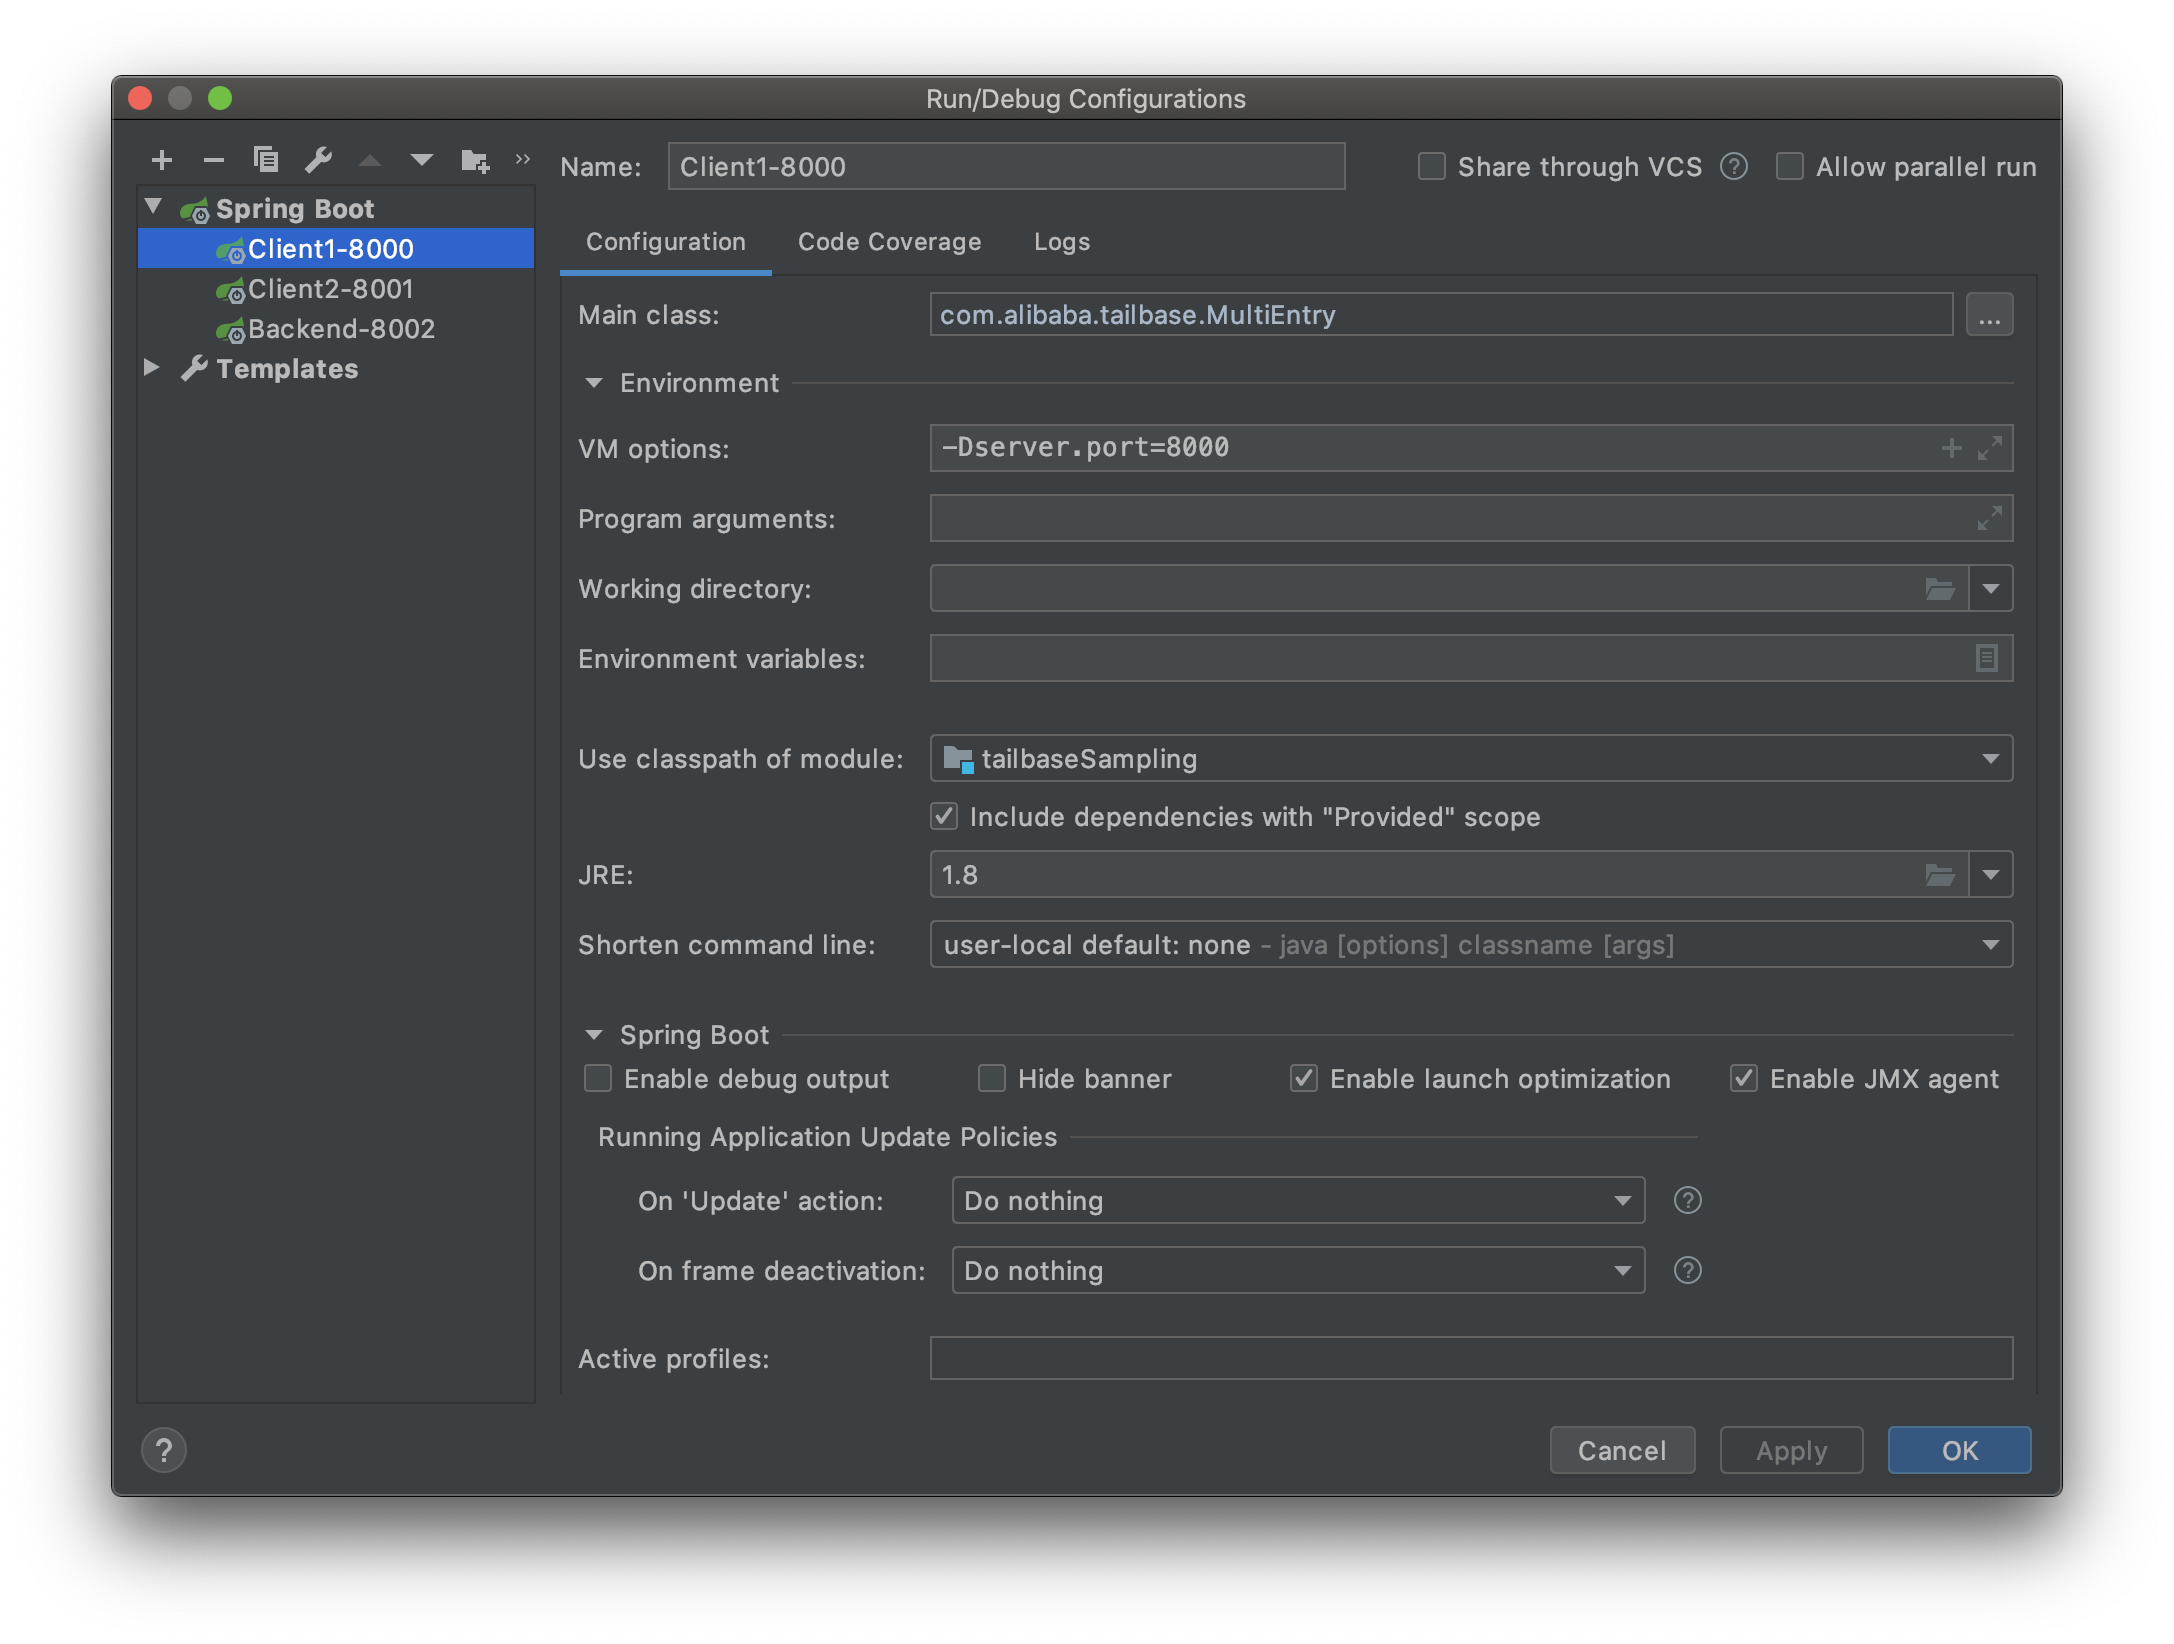 Run/Debug Configurations
Name: Client1-8000 Share through VCS ? Allow parallel run
Spring Boot
Client1-8000
Client2-8001
Backend-8002
Templates
Configuration Code Coverage Logs
Main class: com.alibaba.tailbase.MultiEntry ...
Environment
VM options: -Dserver.port=8000
Program arguments:
Working directory:
Environment variables:
Use classpath of module: tailbaseSampling
Include dependencies with "Provided" scope
JRE: 1.8
Shorten command line: user-local default: none - java [options] classname [args]
Spring Boot
Enable debug output Hide banner Enable launch optimization Enable JMX agent
Running Application Update Policies
On 'Update' action: Do nothing ?
On frame deactivation: Do nothing ?
Active profiles:
? Cancel Apply OK